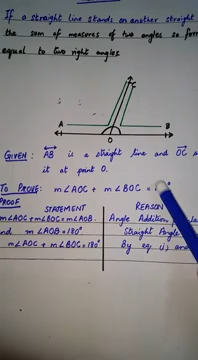 If a straight line stands on another straight
the sum of measures of two angles so form
equal to two right angles
C
A
B
O
GIVEN: AB is a straight line and OC
it at point O.
TO PROVE: m∠AOC + m∠BOC =
PROOF
STATEMENT
REASON
m∠AOC+m∠BOC=m∠AOB
Angle Addition
and m∠AOB=180°
Straight Angle
m∠AOC + m∠BOC=180°
By eq